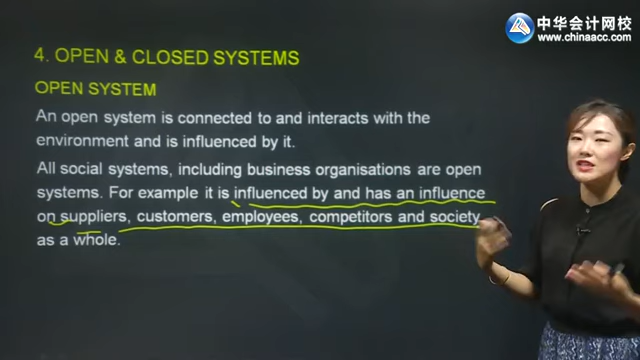 中华会计网校
www.chinaacc.com
4. OPEN & CLOSED SYSTEMS
OPEN SYSTEM
An open system is connected to and interacts with the
environment and is influenced by it.
All social systems, including business organisations are open
systems. For example it is influenced by and has an influence
on suppliers, customers, employees, competitors and society
as a whole.